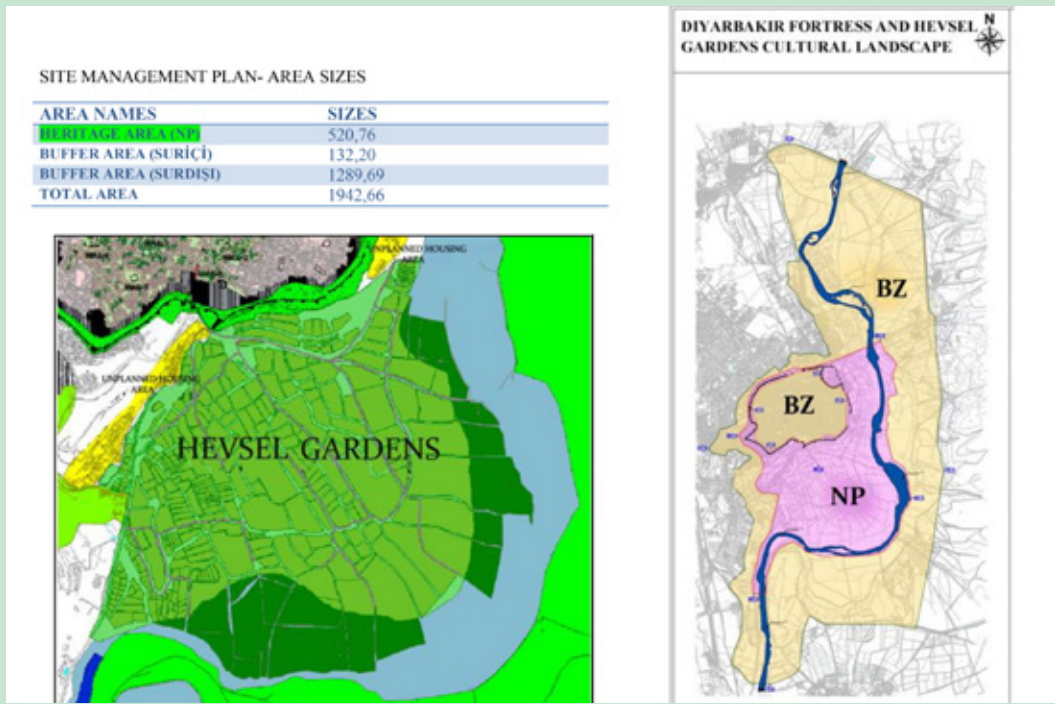 SITE MANAGEMENT PLAN- AREA SIZES
AREA NAMES SIZES
HERITAGE AREA (NP) 520,76
BUFFER AREA (SURİÇİ) 132,20
BUFFER AREA (SURDIŞI) 1289,69
TOTAL AREA 1942,66
UNPLANNED HOUSING
AREA
UNPLANNED HOUSING
AREA
HEVSEL GARDENS
DIYARBAKIR FORTRESS AND HEVSEL
GARDENS CULTURAL LANDSCAPE
N
BZ
BZ
NP